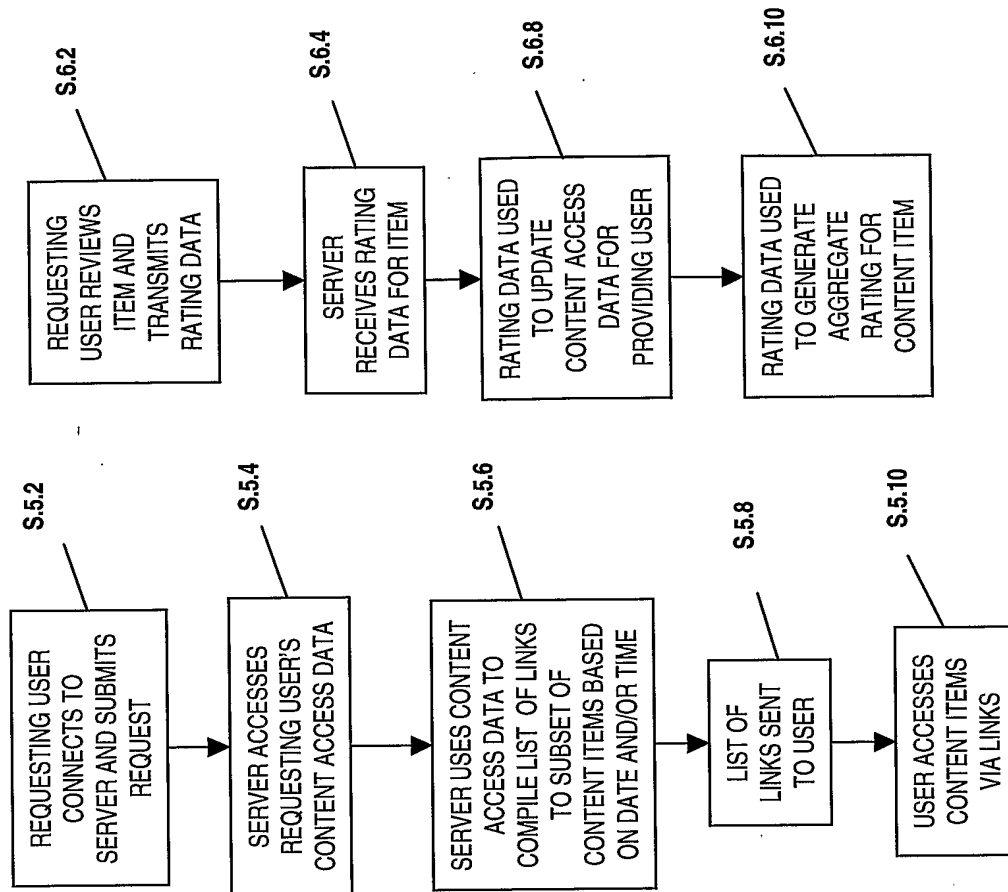 REQUESTING USER
CONNECTS TO
SERVER AND SUBMITS
REQUEST
S.5.2
SERVER ACCESSES
REQUESTING USER'S
CONTENT ACCESS DATA
S.5.4
SERVER USES CONTENT
ACCESS DATA TO
COMPILE LIST OF LINKS
TO SUBSET OF
CONTENT ITEMS BASED
ON DATE AND/OR TIME
S.5.6
LIST OF
LINKS SENT
TO USER
S.5.8
USER ACCESSES
CONTENT ITEMS
VIA LINKS
S.5.10
REQUESTING
USER REVIEWS
ITEM AND
TRANSMITS
RATING DATA
S.6.2
SERVER
RECEIVES RATING
DATA FOR ITEM
S.6.4
RATING DATA USED
TO UPDATE
CONTENT ACCESS
DATA FOR
PROVIDING USER
S.6.8
RATING DATA USED
TO GENERATE
AGGREGATE
RATING FOR
CONTENT ITEM
S.6.10